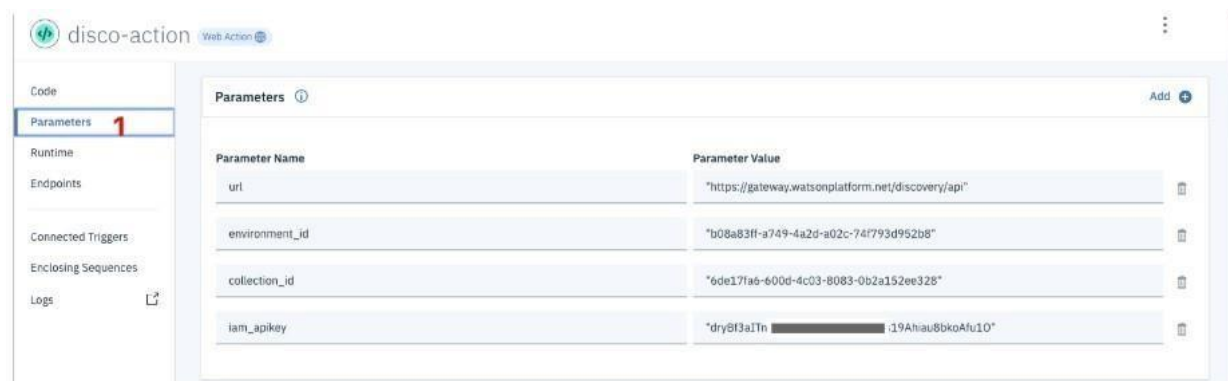 disco-action Web Action
Code
Parameters 1
Runtime
Endpoints
Connected Triggers
Enclosing Sequences
Logs
Parameters
Add
Parameter Name Parameter Value
url "https://gateway.watsonplatform.net/discovery/api"
environment_id "b08a83ff-a749-4a2d-a02c-74f793d952b8"
collection_id "6de17fa6-600d-4c03-8083-0b2a152ee328"
iam_apikey